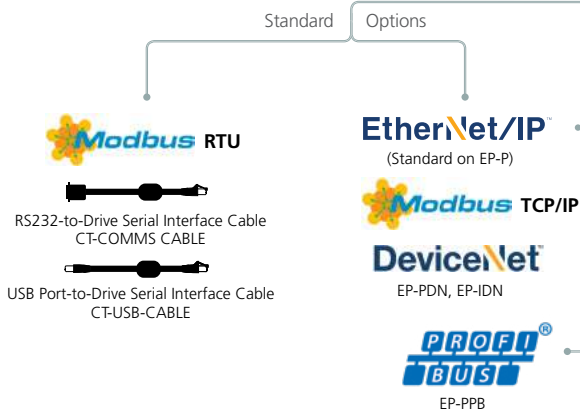 Standard
Options
Modbus RTU
RS232-to-Drive Serial Interface Cable
CT-COMMS CABLE
USB Port-to-Drive Serial Interface Cable
CT-USB-CABLE
EtherNet/IP™
(Standard on EP-P)
Modbus TCP/IP
DeviceNet™
EP-PDN, EP-IDN
PROFI®
BUS
EP-PPB